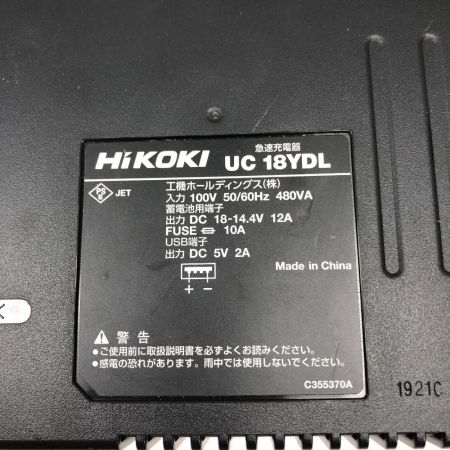 急速充電器
HiKOKI UC 18YDL
PS E JET
工機ホールディングス(株)
入力 100V 50/60Hz 480VA
蓄電池用端子
出力 DC 18-14.4V 12A
FUSE 10A
USB端子
出力 DC 5V 2A
+ −
Made in China
警告
●ご使用前に取扱説明書を必ずよくお読みください。
●感電の恐れがあります。雨中では使用しないでください。
C355370A
1921C